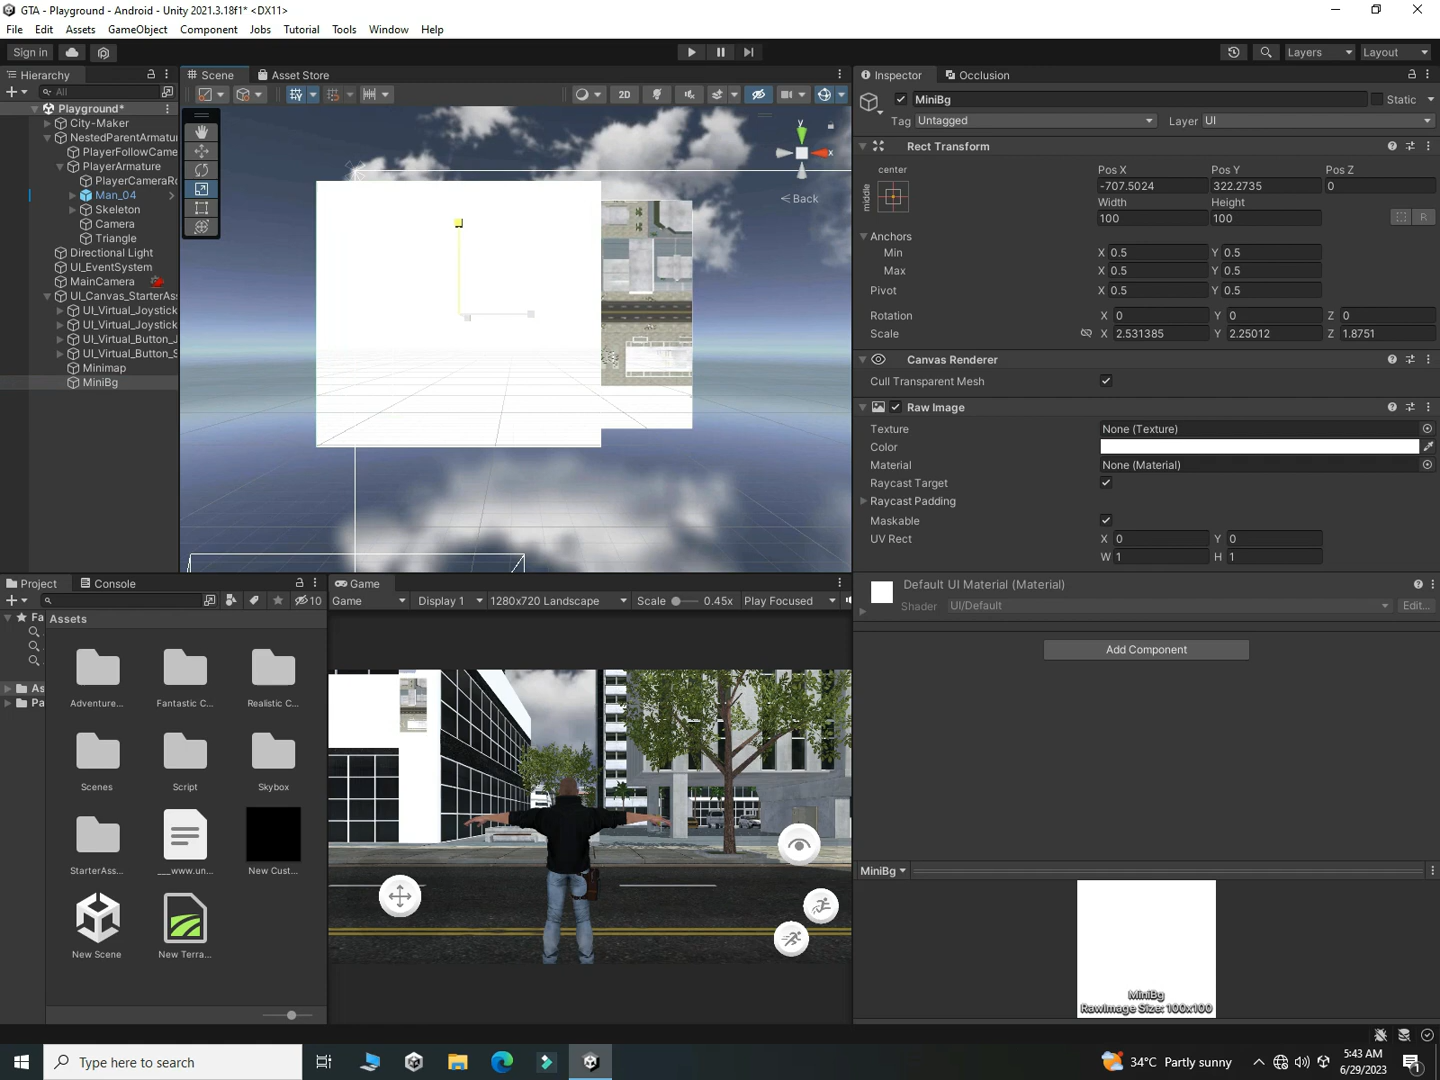 GTA - Playground - Android - Unity 2021.3.18f1* <DX11>
File Edit Assets GameObject Component Jobs Tutorial Tools Window Help
Sign in
Layers
Layout
Hierarchy
All
Playground*
City-Maker
NestedParentArmatur
PlayerFollowCame
PlayerArmature
PlayerCameraRo
Man_04
Skeleton
Camera
Triangle
Directional Light
UI_EventSystem
MainCamera
UI_Canvas_StarterAss
UI_Virtual_Joystick
UI_Virtual_Joystick
UI_Virtual_Button_J
UI_Virtual_Button_S
Minimap
MiniBg
Scene Asset Store
2D
y
x
Back
Inspector Occlusion
MiniBg
Static
Tag Untagged Layer UI
Rect Transform
center
middle
Pos X Pos Y Pos Z
-707.5024 322.2735 0
Width Height
100 100
R
Anchors
Min X 0.5 Y 0.5
Max X 0.5 Y 0.5
Pivot X 0.5 Y 0.5
Rotation X 0 Y 0 Z 0
Scale X 2.531385 Y 2.25012 Z 1.8751
Canvas Renderer
Cull Transparent Mesh
Raw Image
Texture None (Texture)
Color
Material None (Material)
Raycast Target
Raycast Padding
Maskable
UV Rect X 0 Y 0
W 1 H 1
Default UI Material (Material)
Shader UI/Default Edit...
Add Component
MiniBg
MiniBg
RawImage Size: 100x100
Project Console
10
Fa
As
Pa
Assets
Adventure... Fantastic C... Realistic C...
Scenes Script Skybox
StarterAss... ___www.un... New Cust...
New Scene New Terra...
Game
Game Display 1 1280x720 Landscape Scale 0.45x Play Focused
Type here to search
34°C Partly sunny
5:43 AM
6/29/2023
1